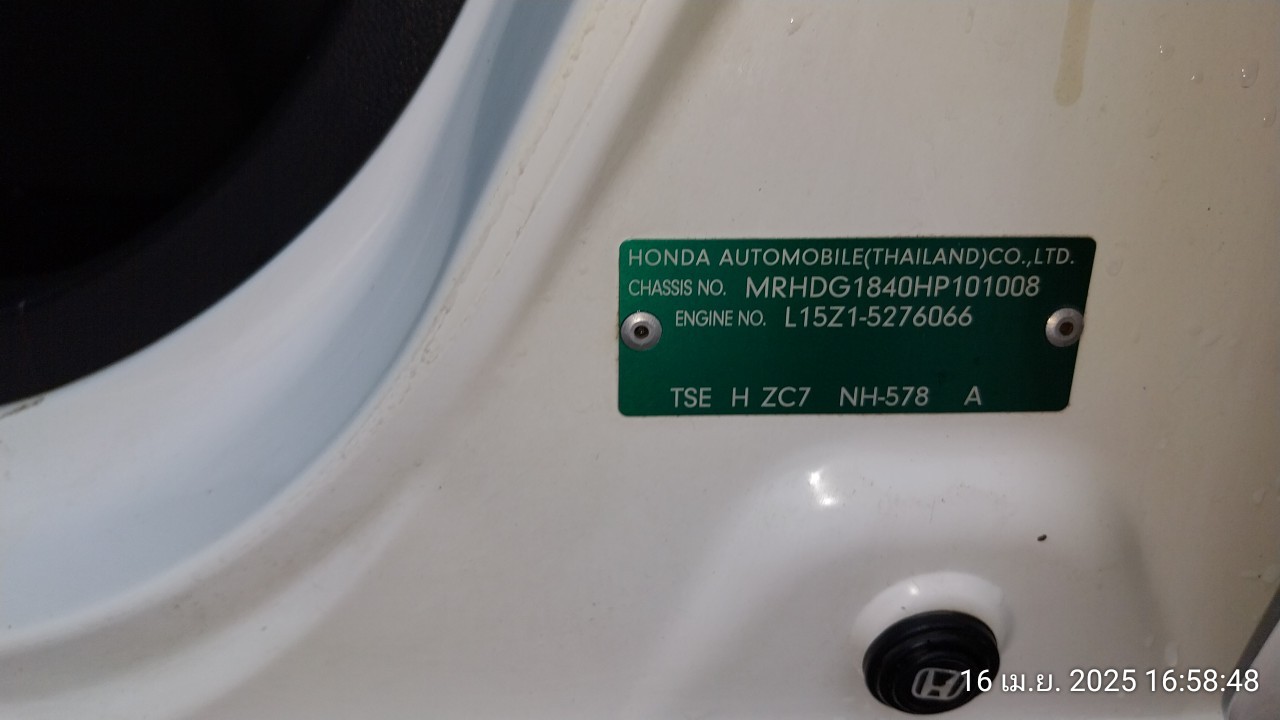 HONDA AUTOMOBILE(THAILAND)CO.,LTD.
CHASSIS NO. MRHDG1840HP101008
ENGINE NO. L15Z1-5276066
TSE H ZC7 NH-578 A
16 เม.ย. 2025 16:58:48